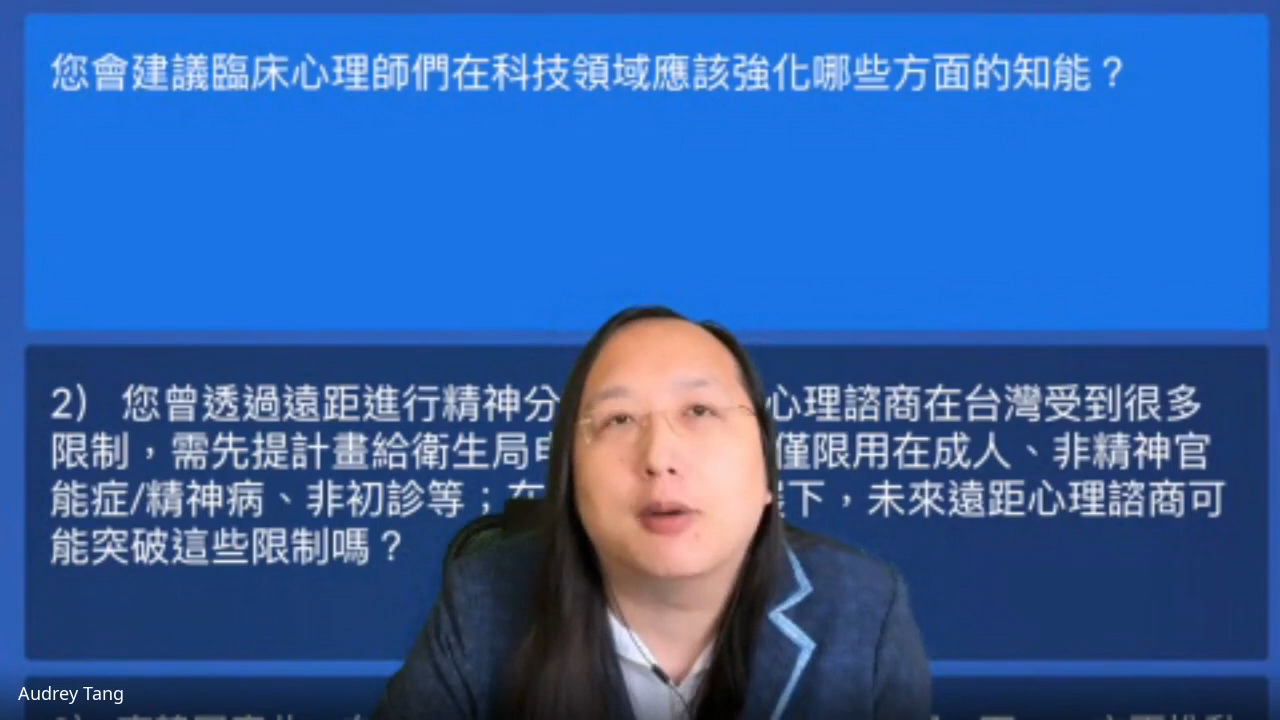 您會建議臨床心理師們在科技領域應該強化哪些方面的知能？
2） 您曾透過遠距進行精神分 心理諮商在台灣受到很多
限制，需先提計畫給衛生局 僅限用在成人、非精神官
能症/精神病、非初診等；在 下，未來遠距心理諮商可
能突破這些限制嗎？
Audrey Tang